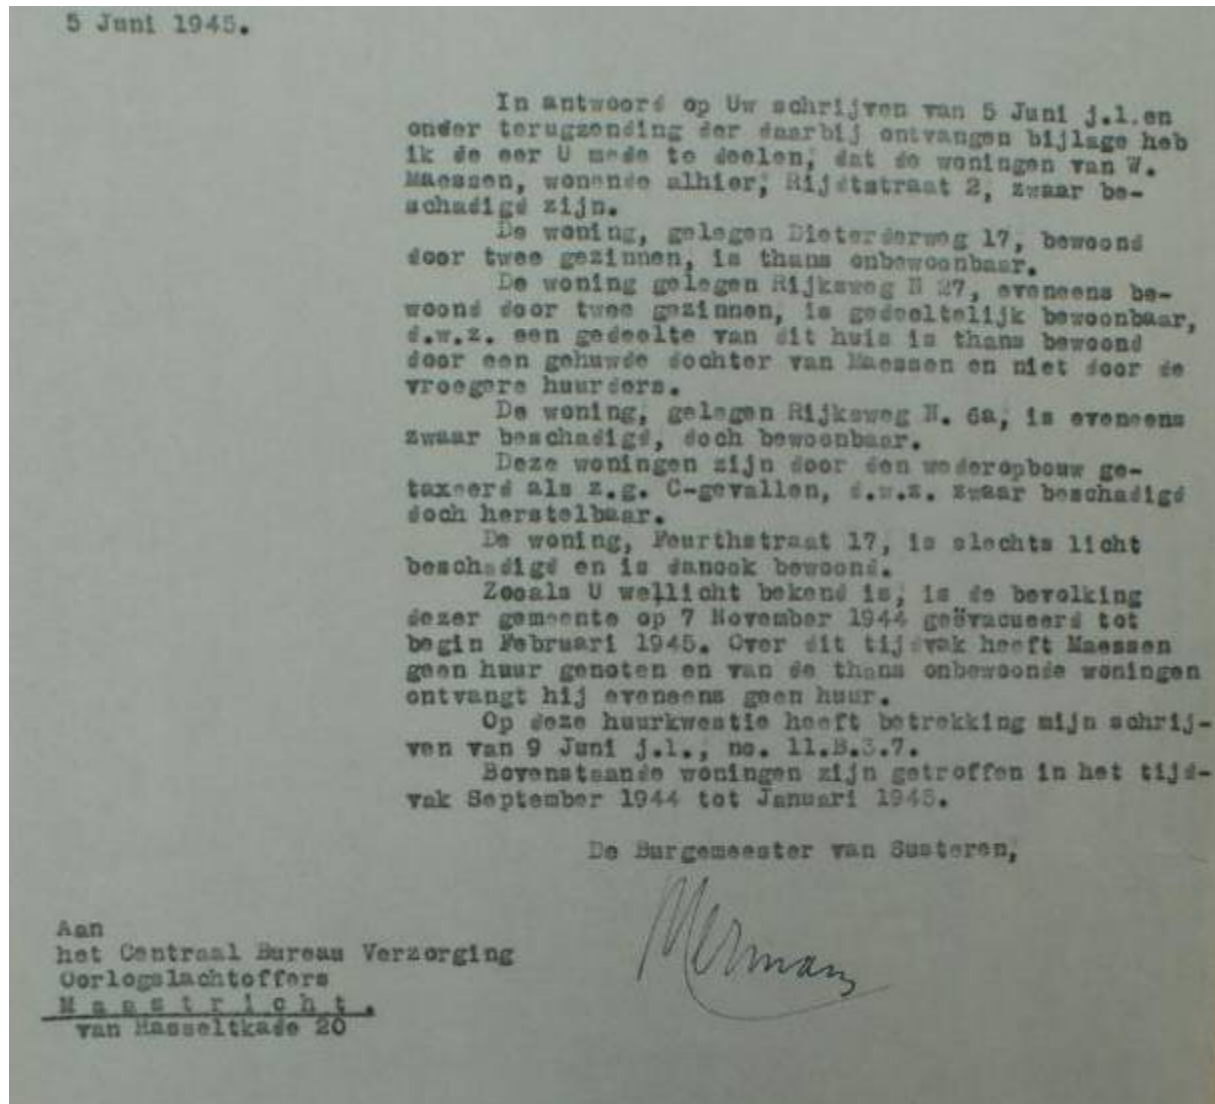 5 Juni 1945.
In antwoord op Uw schrijven van 5 Juni j.l.en
onder terugzending der daarbij ontvangen bijlage heb
ik de eer U mede te deelen, dat de woningen van W.
Maessen, wonende alhier, Rijdtstraat 2, zwaar be-
schadigd zijn.
De woning, gelegen Dieterderweg 17, bewoond
door twee gezinnen, is thans onbewoonbaar.
De woning gelegen Rijksweg N 27, eveneens be-
woond door twee gezinnen, is gedeeltelijk bewoonbaar,
d.w.z. een gedeelte van dit huis is thans bewoond
door een gehuwde dochter van Maessen en niet door de
vroegere huurders.
De woning, gelegen Rijksweg N. 6a, is eveneens
zwaar beschadigd, doch bewoonbaar.
Deze woningen zijn door den wederopbouw ge-
taxeerd als z.g. C-gevallen, d.w.z. zwaar beschadigd
doch herstelbaar.
De woning, Feurthstraat 17, is slechts licht
beschadigd en is danook bewoond.
Zooals U wellicht bekend is, is de bevolking
dezer gemeente op 7 November 1944 geëvacueerd tot
begin Februari 1945. Over dit tijdvak heeft Maessen
geen huur genoten en van de thans onbewoonde woningen
ontvangt hij eveneens geen huur.
Op deze huurkwestie heeft betrekking mijn schrij-
ven van 9 Juni j.l., no. 11.B.3.7.
Bovenstaande woningen zijn getroffen in het tijd-
vak September 1944 tot Januari 1945.
De Burgemeester van Susteren,
Aan
het Centraal Bureau Verzorging
Oorlogslachtoffers
Maastricht.
van Hasseltkade 20